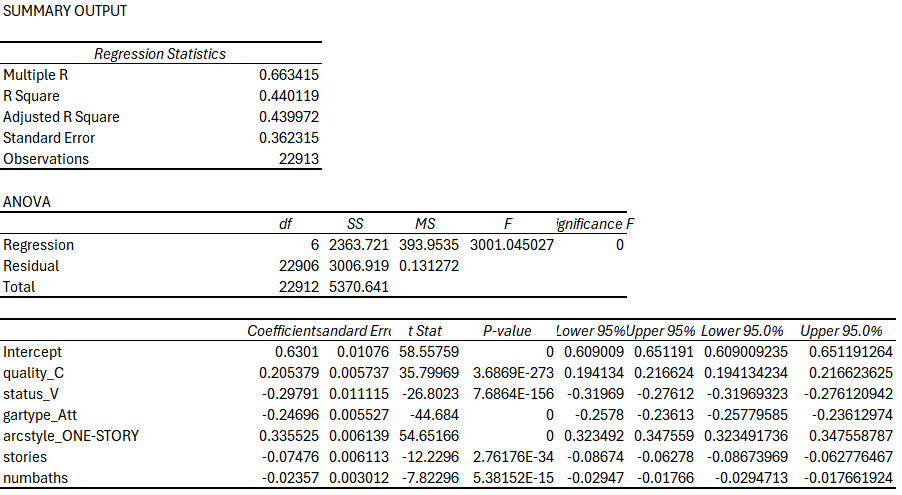 SUMMARY OUTPUT
Regression Statistics
Multiple R 0.663415
R Square 0.440119
Adjusted R Square 0.439972
Standard Error 0.362315
Observations 22913
ANOVA
df SS MS F ignificance F
Regression 6 2363.721 393.9535 3001.045027 0
Residual 22906 3006.919 0.131272
Total 22912 5370.641
Coefficients andard Erro t Stat P-value Lower 95% Upper 95% Lower 95.0% Upper 95.0%
Intercept 0.6301 0.01076 58.55759 0 0.609009 0.651191 0.609009235 0.651191264
quality_C 0.205379 0.005737 35.79969 3.6869E-273 0.194134 0.216624 0.194134234 0.216623625
status_V -0.29791 0.011115 -26.8023 7.6864E-156 -0.31969 -0.27612 -0.31969323 -0.276120942
gartype_Att -0.24696 0.005527 -44.684 0 -0.2578 -0.23613 -0.25779585 -0.23612974
arcstyle_ONE-STORY 0.335525 0.006139 54.65166 0 0.323492 0.347559 0.323491736 0.347558787
stories -0.07476 0.006113 -12.2296 2.76176E-34 -0.08674 -0.06278 -0.08673969 -0.062776467
numbaths -0.02357 0.003012 -7.82296 5.38152E-15 -0.02947 -0.01766 -0.0294713 -0.017661924